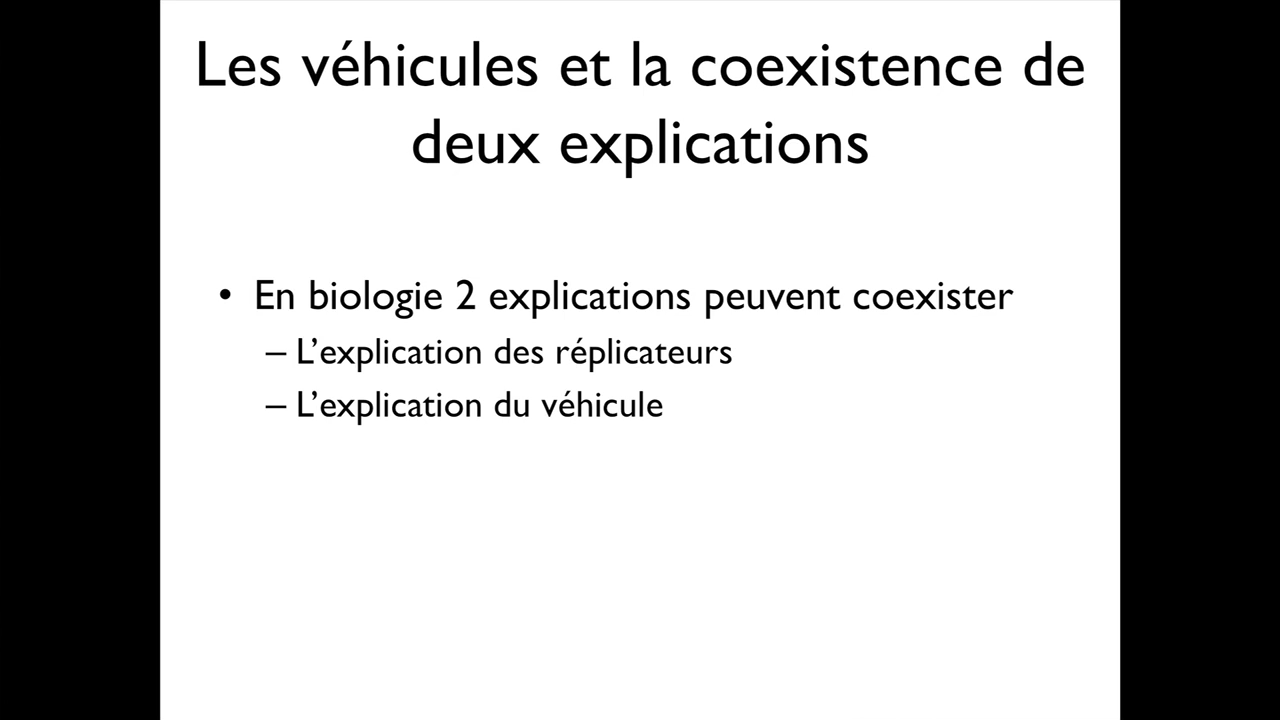 Les véhicules et la coexistence de
deux explications
• En biologie 2 explications peuvent coexister
– L’explication des réplicateurs
– L’explication du véhicule